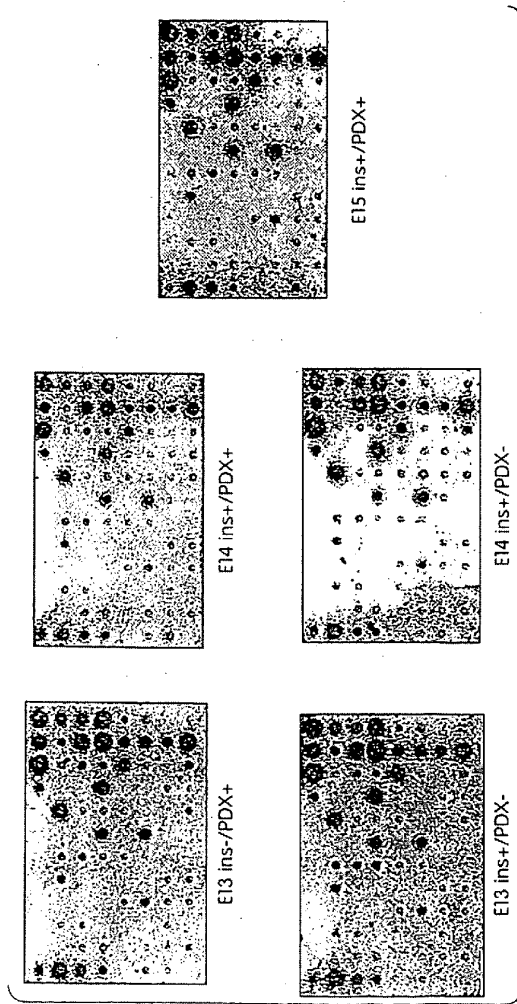 E13 ins-/PDX+
E14 ins+/PDX+
E15 ins+/PDX+
E13 ins+/PDX-
E14 ins+/PDX-